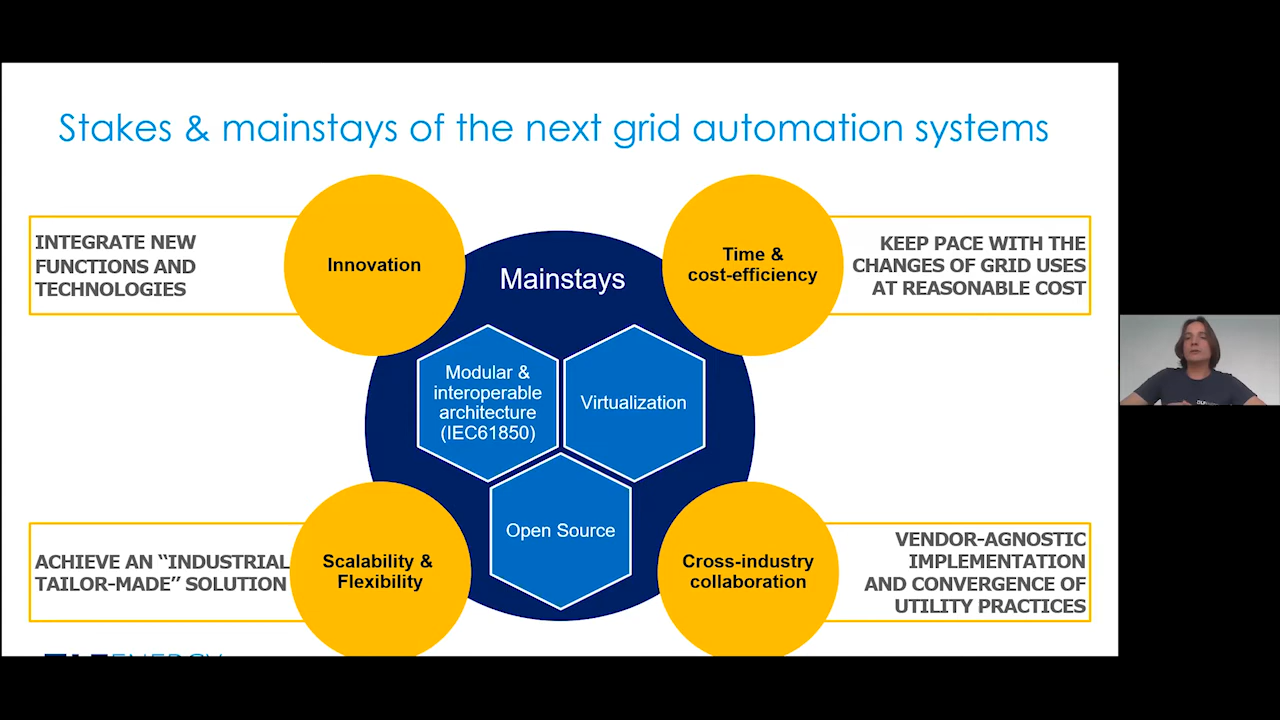 Stakes & mainstays of the next grid automation systems
INTEGRATE NEW
FUNCTIONS AND
TECHNOLOGIES
Innovation
Mainstays
Time &
cost-efficiency
KEEP PACE WITH THE
CHANGES OF GRID USES
AT REASONABLE COST
Modular &
interoperable
architecture
(IEC61850)
Virtualization
Open Source
ACHIEVE AN “INDUSTRIAL
TAILOR-MADE” SOLUTION
Scalability &
Flexibility
Cross-industry
collaboration
VENDOR-AGNOSTIC
IMPLEMENTATION
AND CONVERGENCE OF
UTILITY PRACTICES